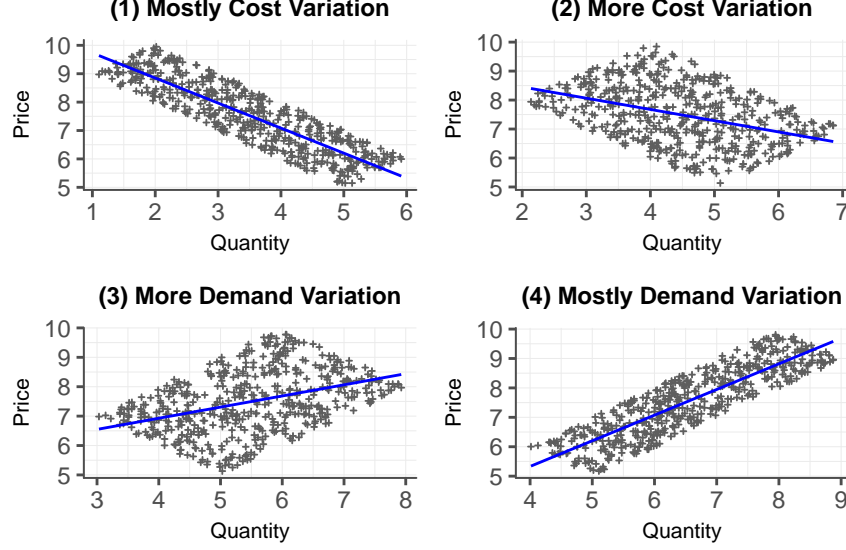 (1) Mostly Cost Variation
10
9
8
7
6
5
Price
1 2 3 4 5 6
Quantity
(2) More Cost Variation
10
9
8
7
6
5
Price
2 3 4 5 6 7
Quantity
(3) More Demand Variation
10
9
8
7
6
5
Price
3 4 5 6 7 8
Quantity
(4) Mostly Demand Variation
10
9
8
7
6
5
Price
4 5 6 7 8 9
Quantity